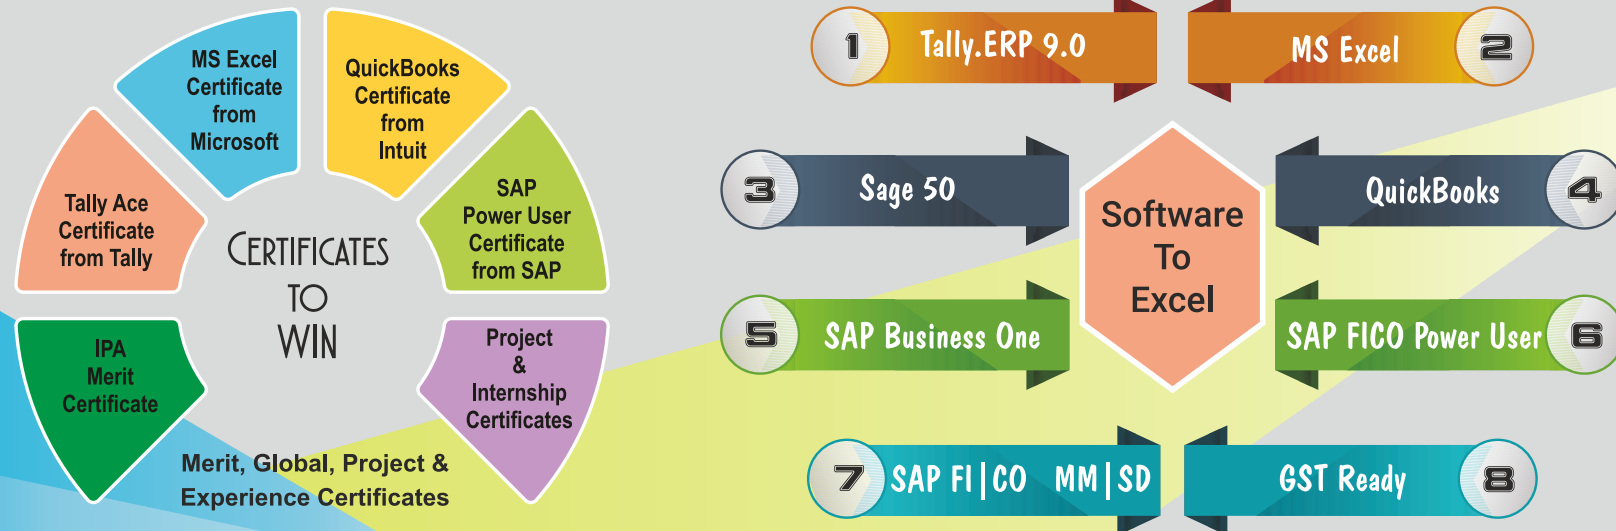 MS Excel
Certificate
from
Microsoft
QuickBooks
Certificate
from
Intuit
Tally Ace
Certificate
from Tally
SAP
Power User
Certificate
from SAP
CERTIFICATES
TO
WIN
IPA
Merit
Certificate
Project
&
Internship
Certificates
Merit, Global, Project &
Experience Certificates
1 Tally.ERP 9.0
MS Excel 2
3 Sage 50
QuickBooks 4
Software
To
Excel
5 SAP Business One
SAP FICO Power User 6
7 SAP FI|CO MM|SD
GST Ready 8